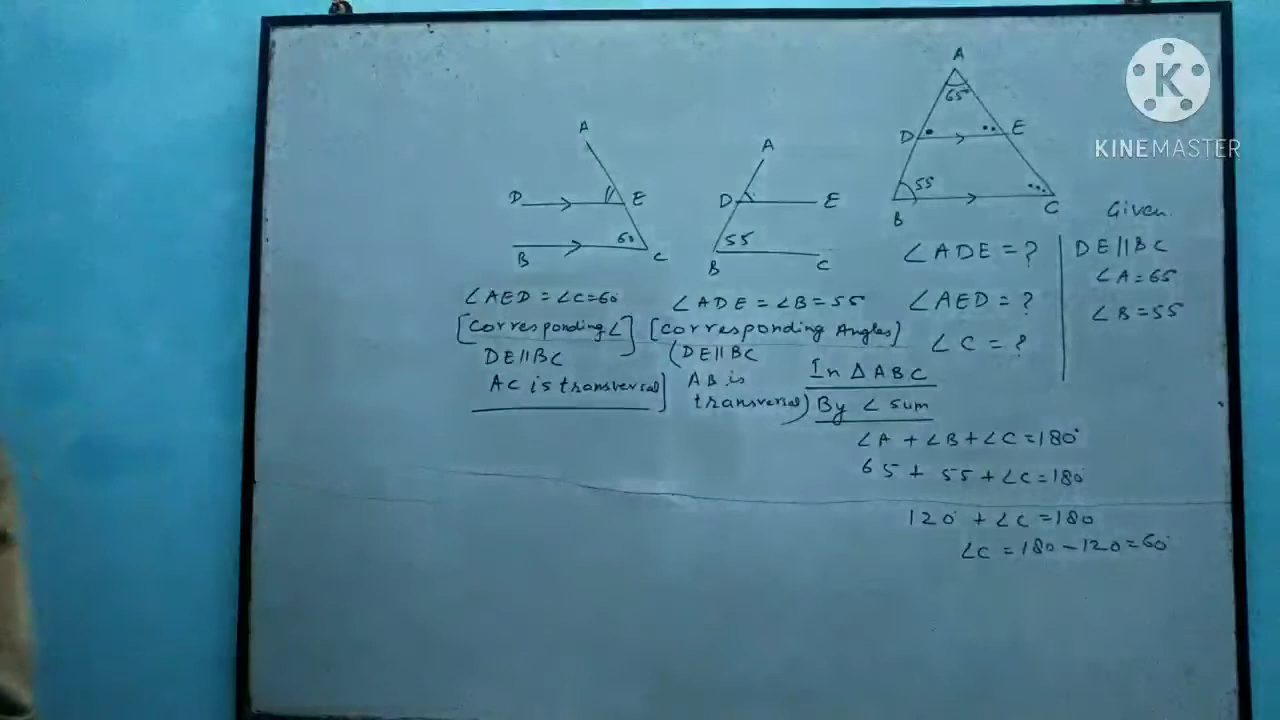 A
65°
D
E
55
B
C
K
KINEMASTER
A
D
E
60
B
C
∠AED = ∠C=60
[corresponding∠]
DE||BC
AC is transversal]
A
D
E
55
B
C
∠ADE = ∠B=55
[corresponding Angles]
(DE||BC
AB is
transversal)
∠ADE = ?
∠AED = ?
∠C = ?
Given.
DE||BC
∠A=65
∠B=55
In △ABC
By ∠ sum
∠A + ∠B+∠C=180°
65+ 55+∠C=180
120° + ∠C =180
∠C = 180-120=60°